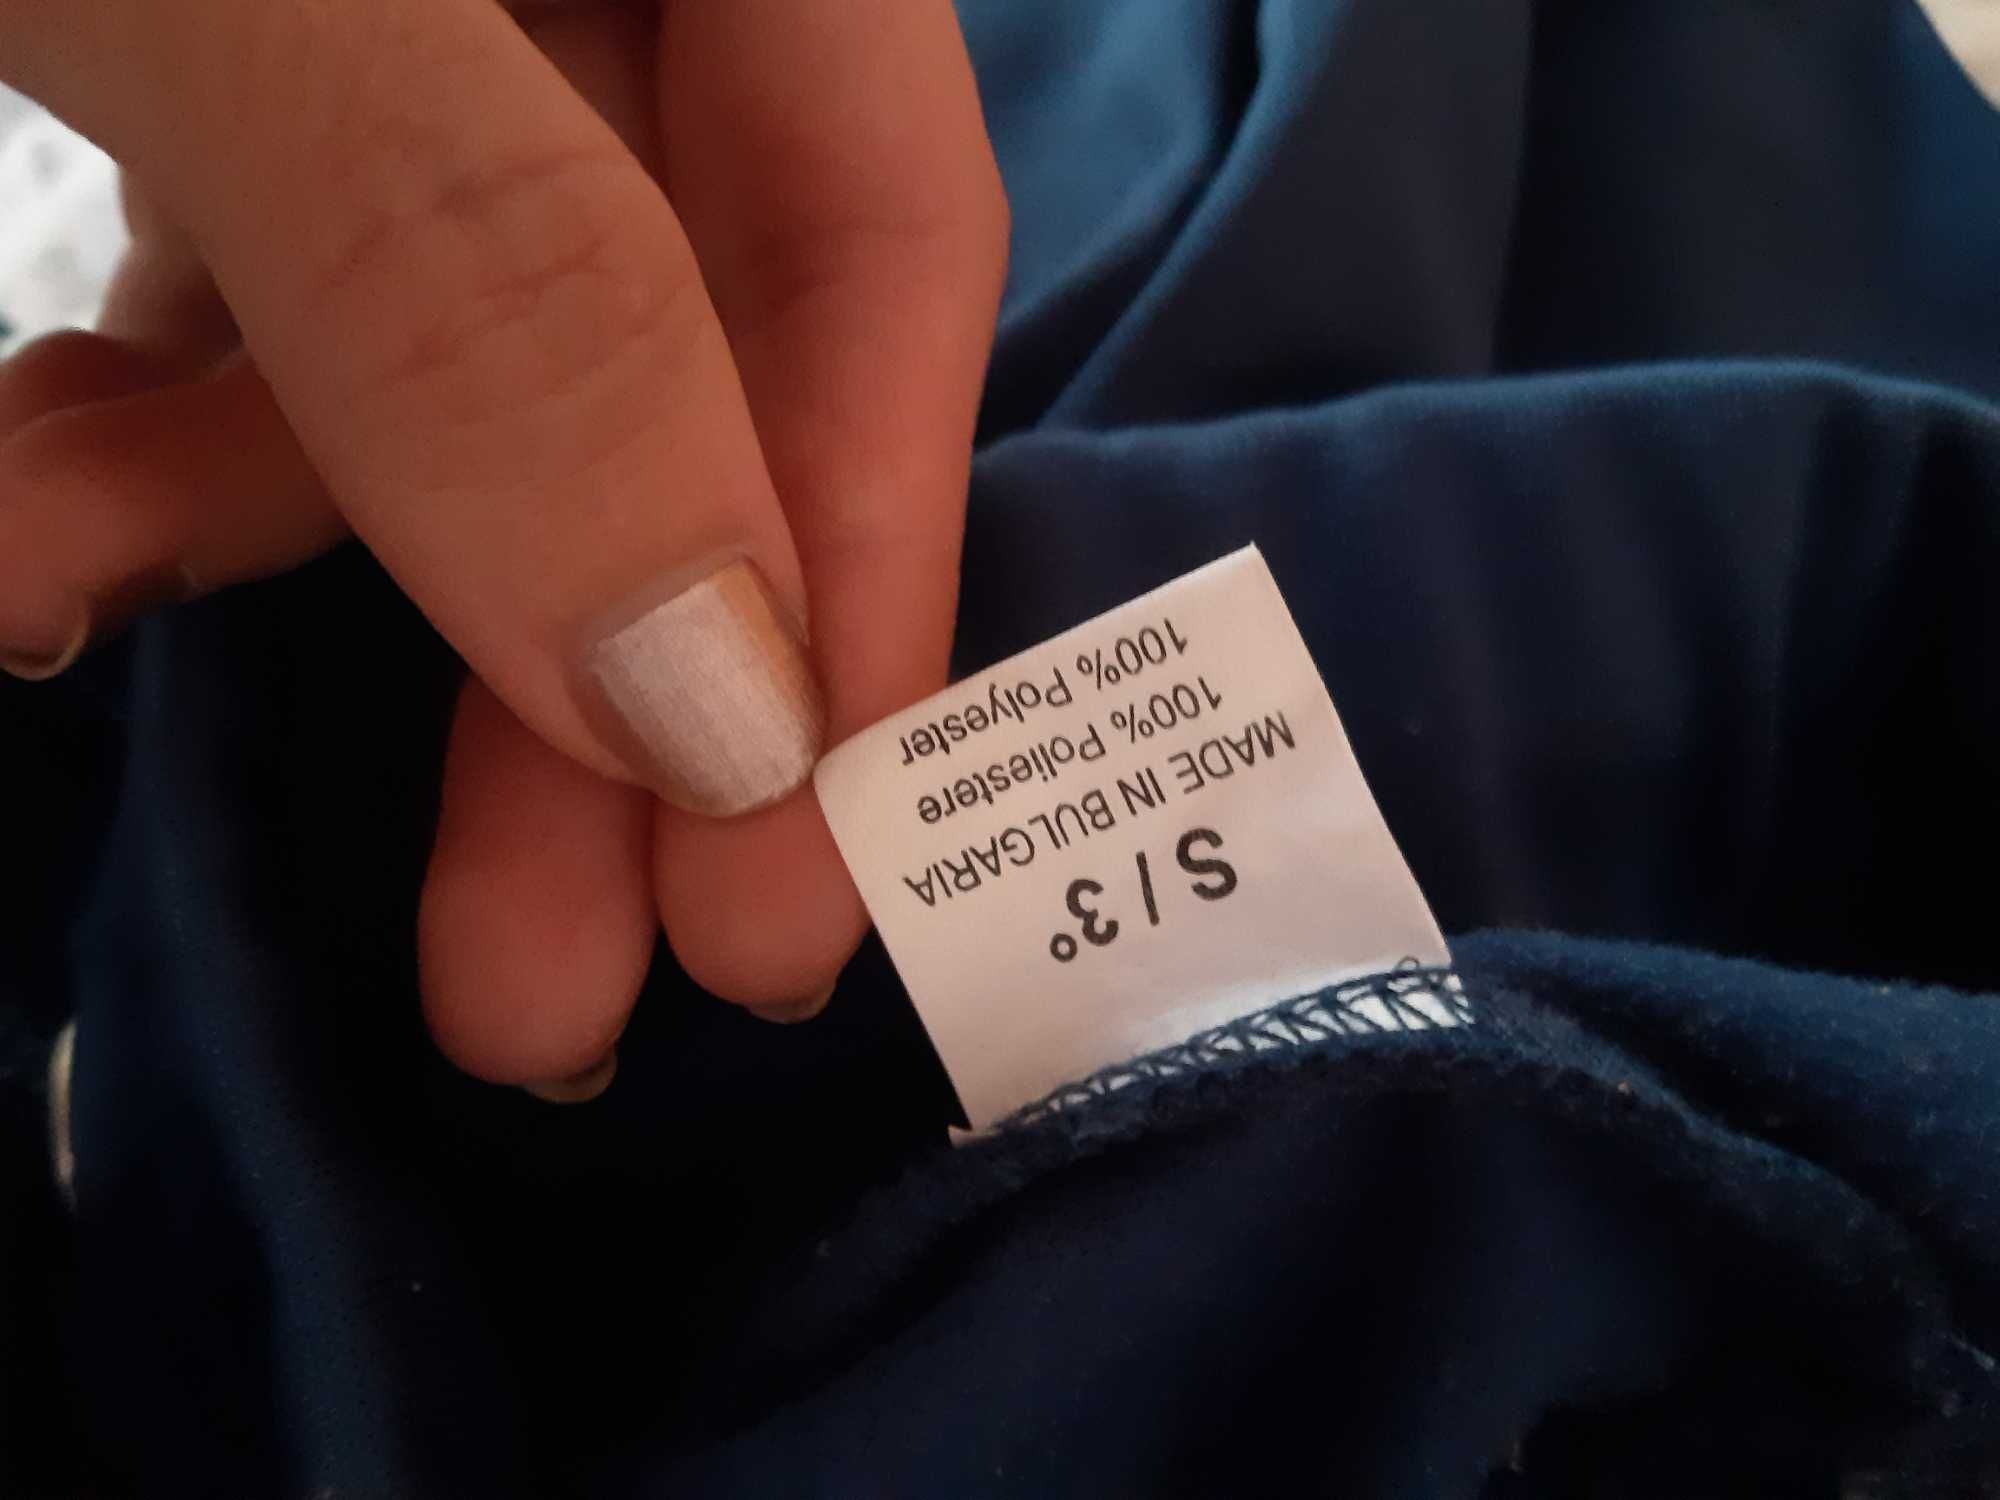 S / 3°
MADE IN BULGARIA
100% Poliestere
100% Polyester